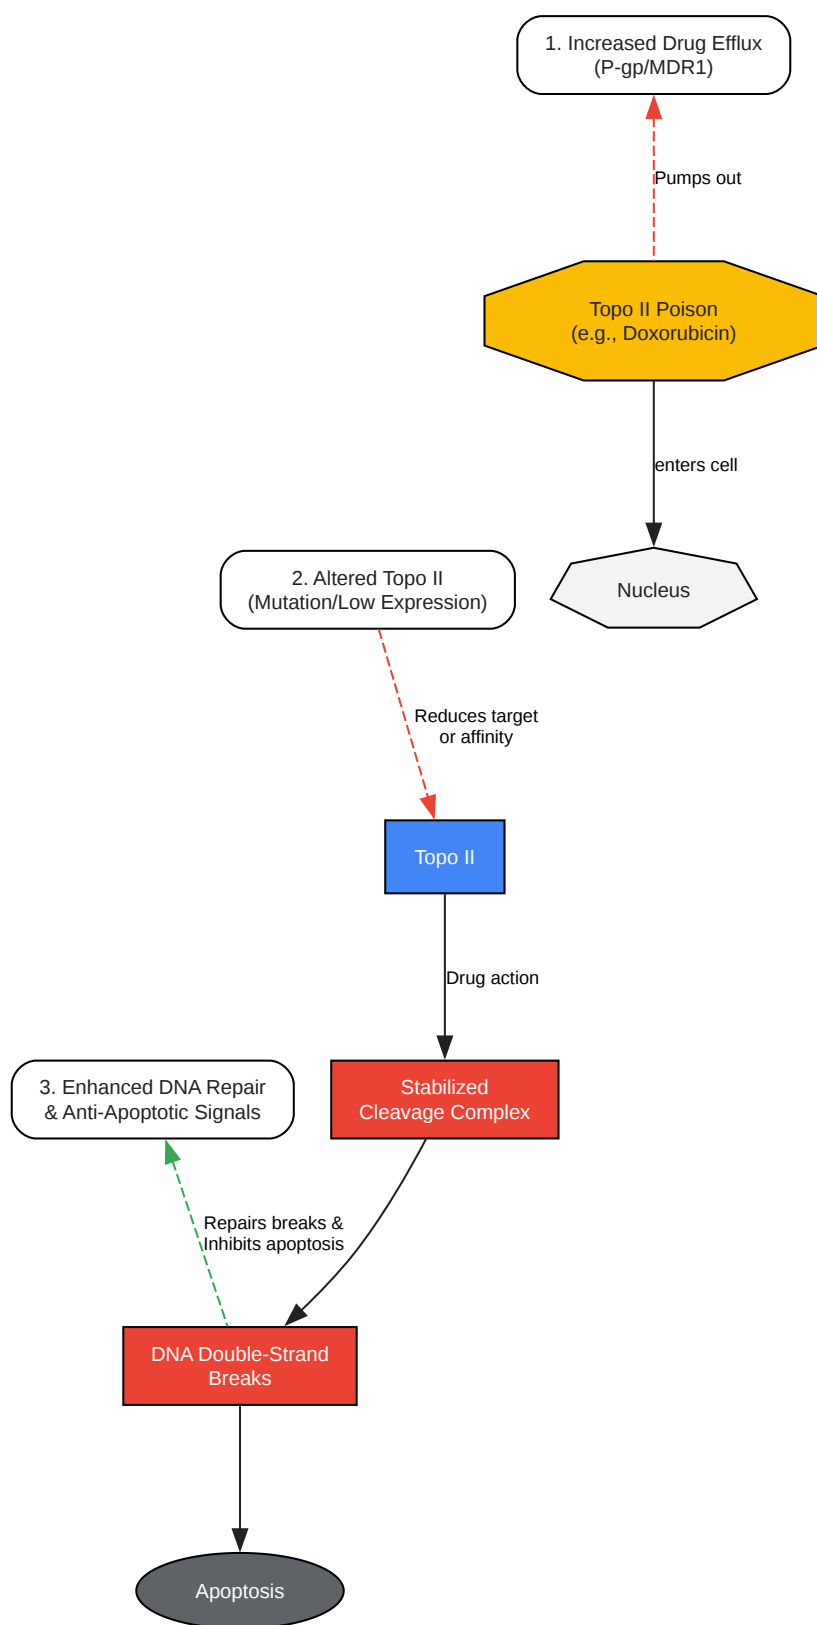 1. Increased Drug Efflux
(P-gp/MDR1)
Pumps out
Topo II Poison
(e.g., Doxorubicin)
enters cell
2. Altered Topo II
(Mutation/Low Expression)
Nucleus
Reduces target
or affinity
Topo II
Drug action
3. Enhanced DNA Repair
& Anti-Apoptotic Signals
Stabilized
Cleavage Complex
Repairs breaks &
Inhibits apoptosis
DNA Double-Strand
Breaks
Apoptosis